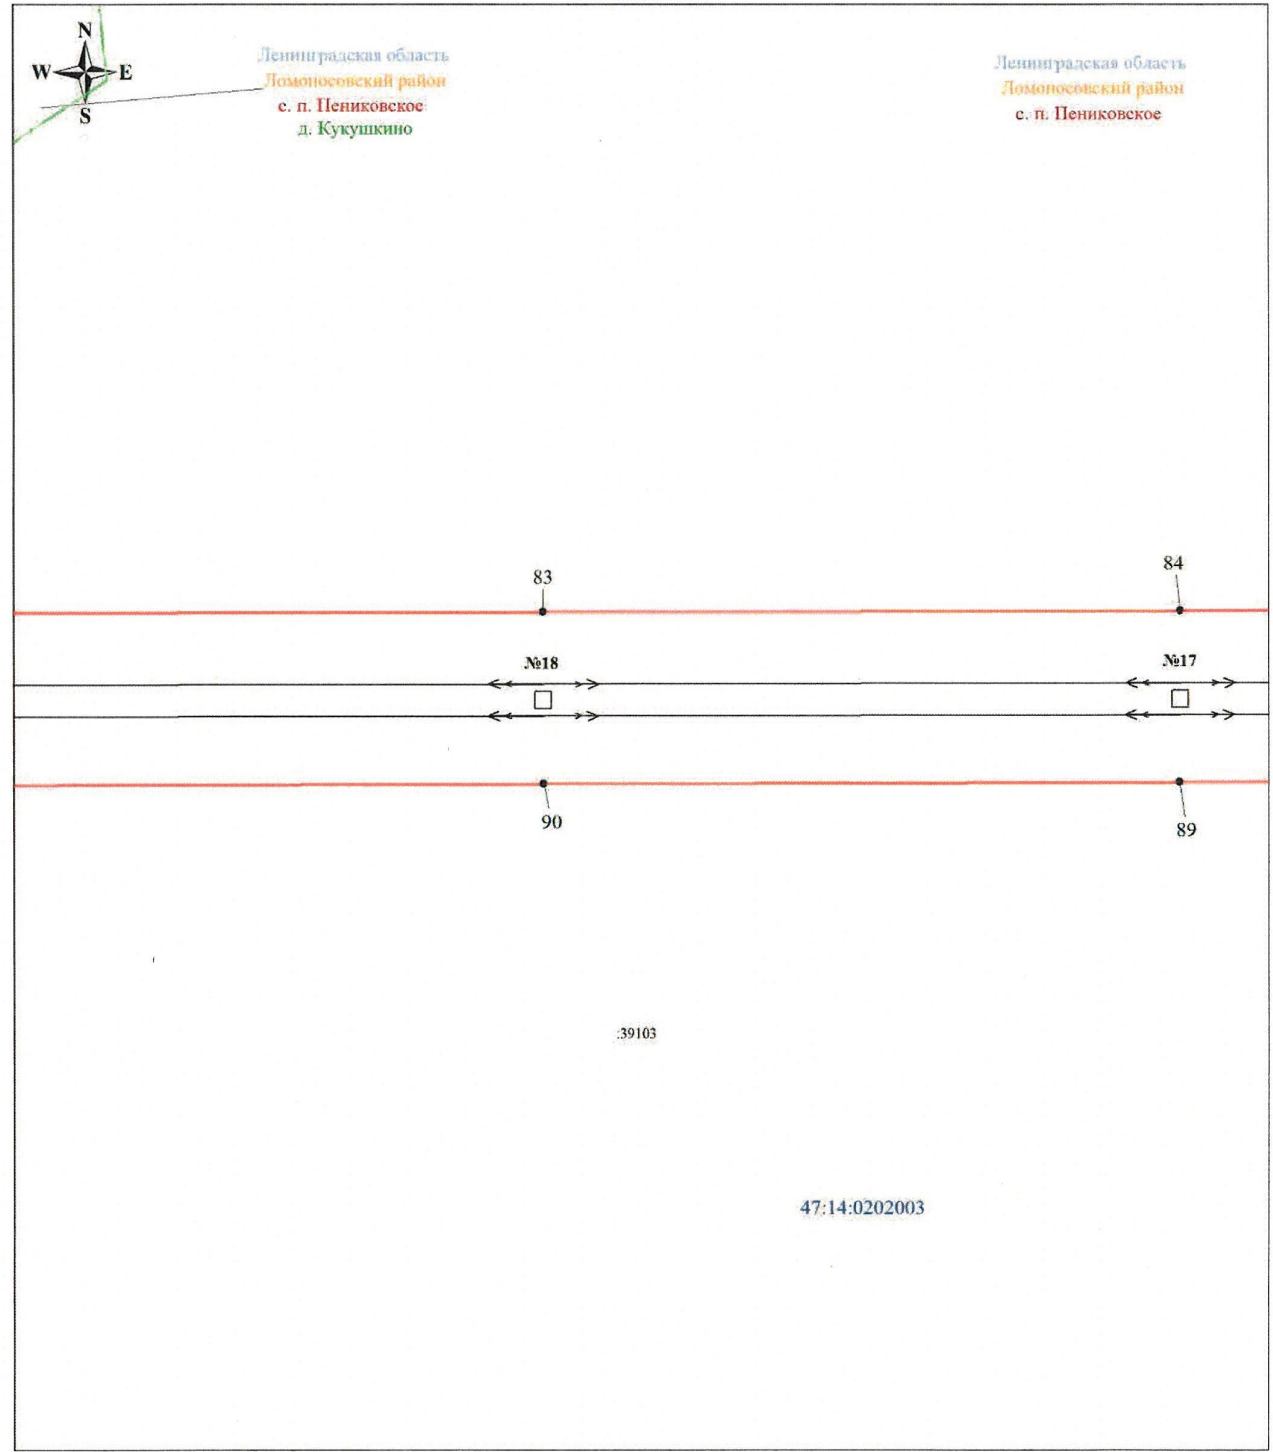 N
W E
S
Ленинградская область
Ломоносовский район
с. п. Пениковское
д. Кукушкино
Ленинградская область
Ломоносовский район
с. п. Пениковское
83
84
№18
№17
90
89
:39103
47:14:0202003